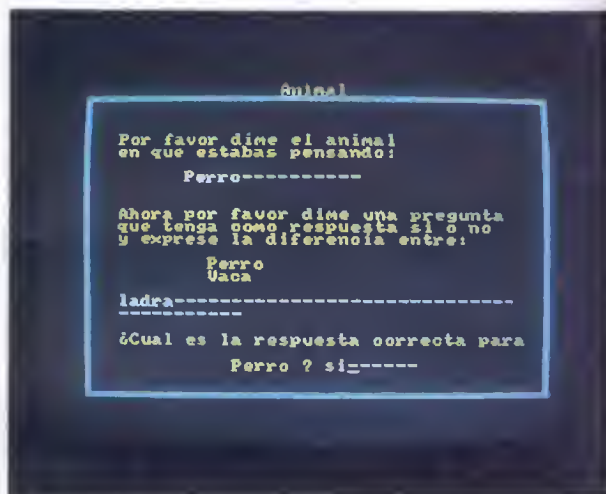 Animal
Por favor dime el animal
en que estabas pensando:
Perro----------
Ahora por favor dime una pregunta
que tenga como respuesta si o no
y exprese la diferencia entre:
Perro
Vaca
ladra-----------------------------
-----------
¿Cual es la respuesta correcta para
Perro ? si_-----